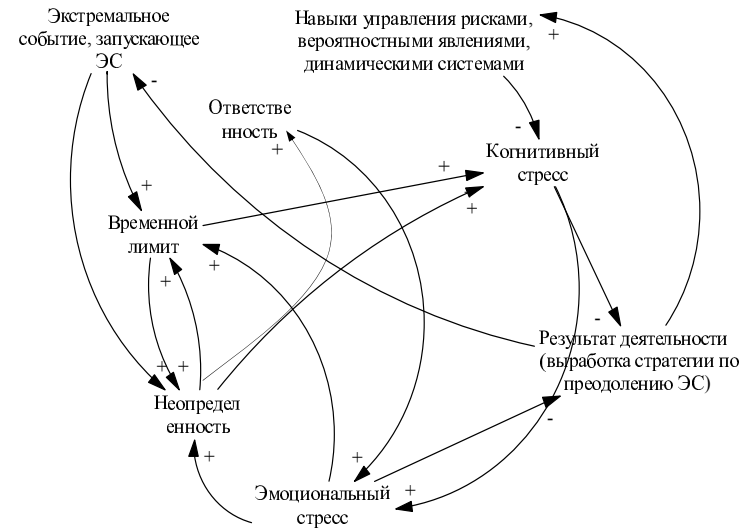 Экстремальное
событие, запускающее
ЭС
-
Навыки управления рисками,
вероятностными явлениями,
динамическими системами
+
Ответстве
нность
+
-
Когнитивный
стресс
+
+
+
Временной
лимит
+
+
-
Результат деятельности
(выработка стратегии по
преодолению ЭС)
-
+ +
Неопредел
енность
+
+
Эмоциональный
стресс
+